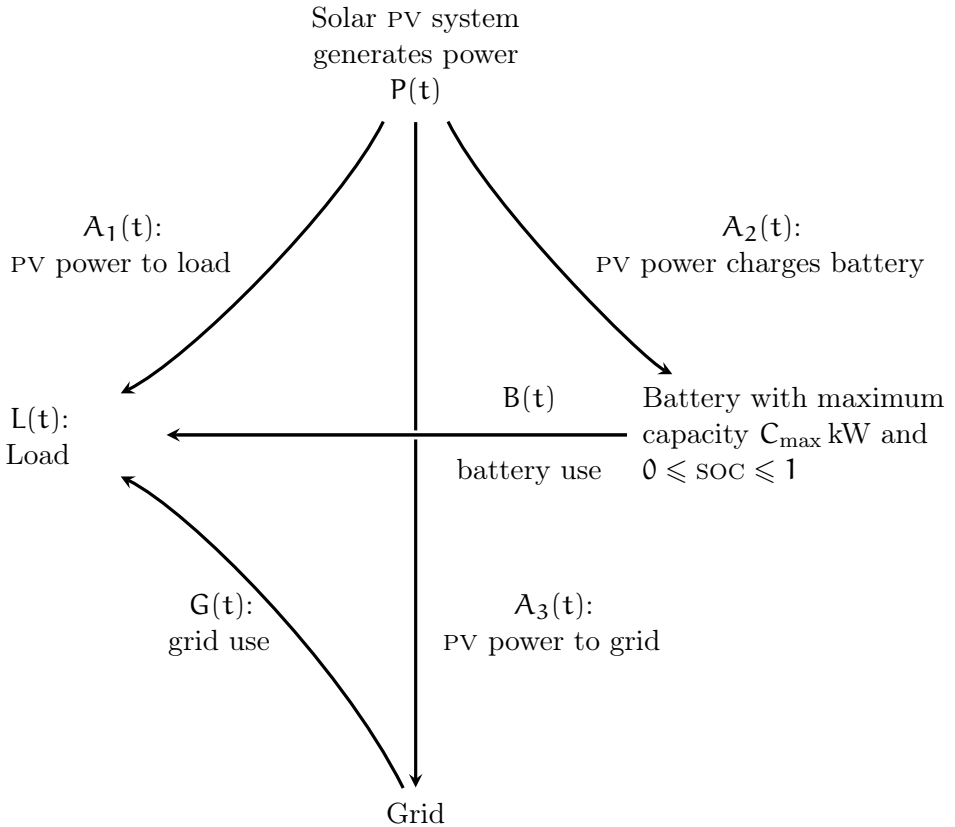 Solar PV system
generates power
P(t)
A₁(t):
PV power to load
A₂(t):
PV power charges battery
L(t):
Load
B(t)
battery use
Battery with maximum
capacity C_max kW and
0 ⩽ SOC ⩽ 1
G(t):
grid use
A₃(t):
PV power to grid
Grid